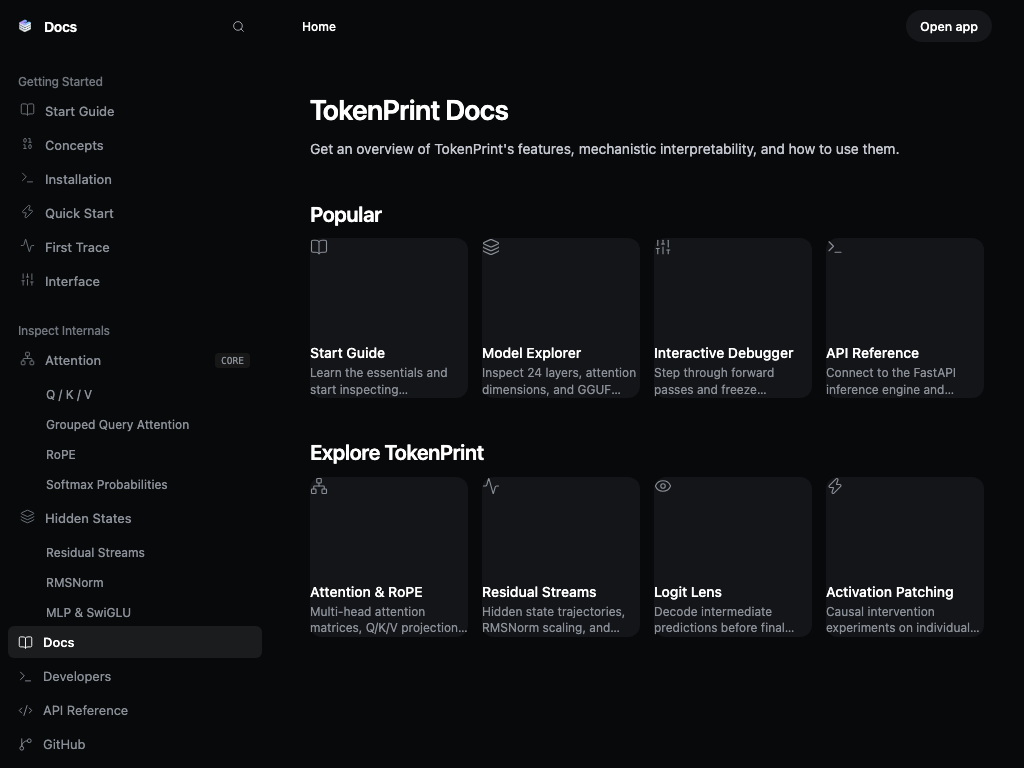 Docs
Home
Open app
Getting Started
Start Guide
Concepts
Installation
Quick Start
First Trace
Interface
Inspect Internals
Attention
CORE
Q / K / V
Grouped Query Attention
RoPE
Softmax Probabilities
Hidden States
Residual Streams
RMSNorm
MLP & SwiGLU
Docs
Developers
API Reference
GitHub
TokenPrint Docs
Get an overview of TokenPrint's features, mechanistic interpretability, and how to use them.
Popular
Start Guide
Learn the essentials and
start inspecting...
Model Explorer
Inspect 24 layers, attention
dimensions, and GGUF...
Interactive Debugger
Step through forward
passes and freeze...
API Reference
Connect to the FastAPI
inference engine and...
Explore TokenPrint
Attention & RoPE
Multi-head attention
matrices, Q/K/V projection...
Residual Streams
Hidden state trajectories,
RMSNorm scaling, and...
Logit Lens
Decode intermediate
predictions before final...
Activation Patching
Causal intervention
experiments on individual...